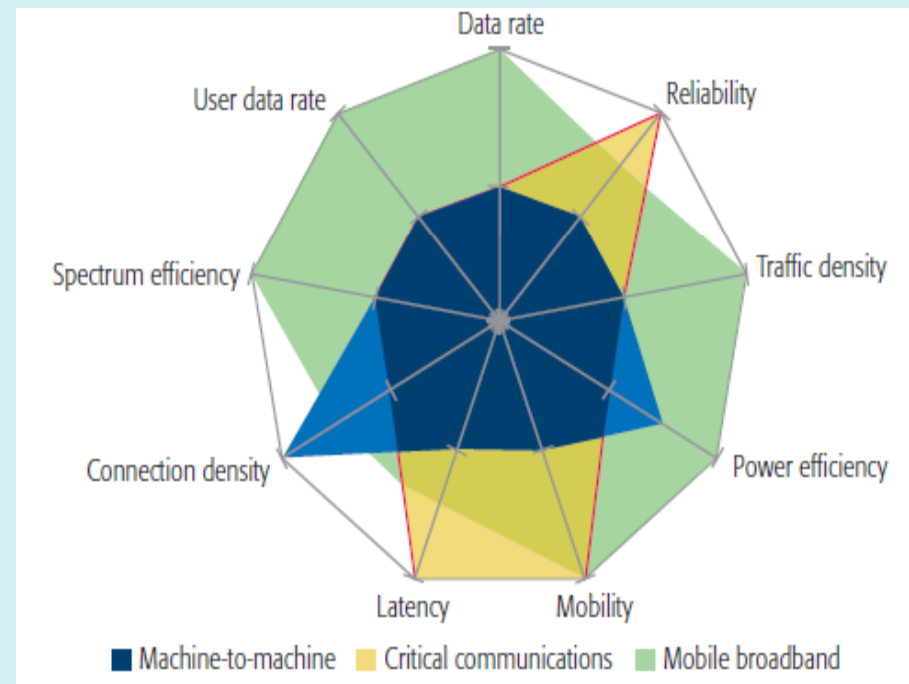 Data rate
User data rate
Reliability
Spectrum efficiency
Traffic density
Connection density
Power efficiency
Latency
Mobility
Machine-to-machine Critical communications Mobile broadband